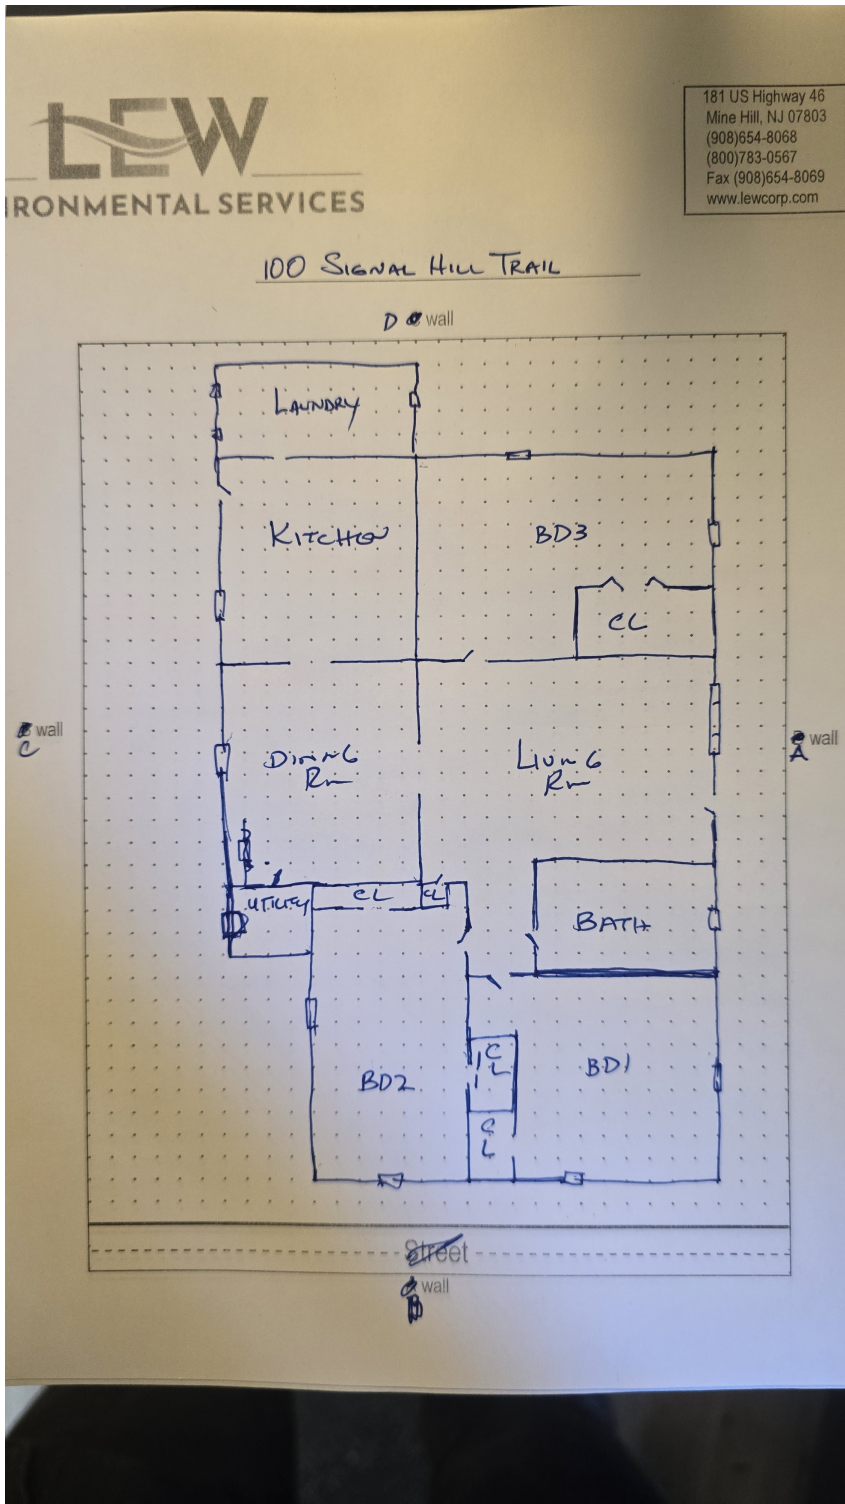 LEW
IRONMENTAL SERVICES
181 US Highway 46
Mine Hill, NJ 07803
(908)654-8068
(800)783-0567
Fax (908)654-8069
www.lewcorp.com
100 SIGNAL HILL TRAIL
D wall
LAUNDRY
KITCHEN
BD3
CL
wall
C
wall
A
DINING
Rm
LIVING
Rm
UTILITY
CL
CL
BATH
CL
BD2
BD1
CL
Street
wall
B